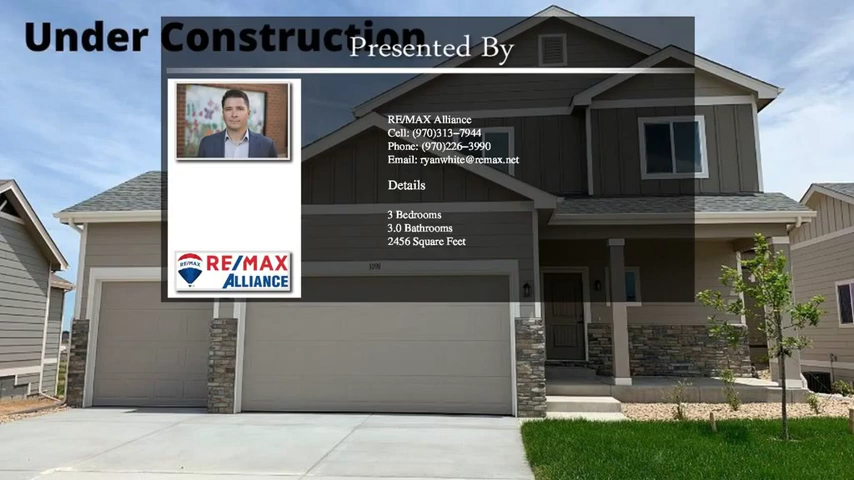 Under Construction
Presented By
RE/MAX Alliance
Cell: (970)313-7944
Phone: (970)226-3990
Email: ryanwhite@remax.net
Details
3 Bedrooms
3.0 Bathrooms
2456 Square Feet
RE/MAX
RE/MAX
ALLIANCE